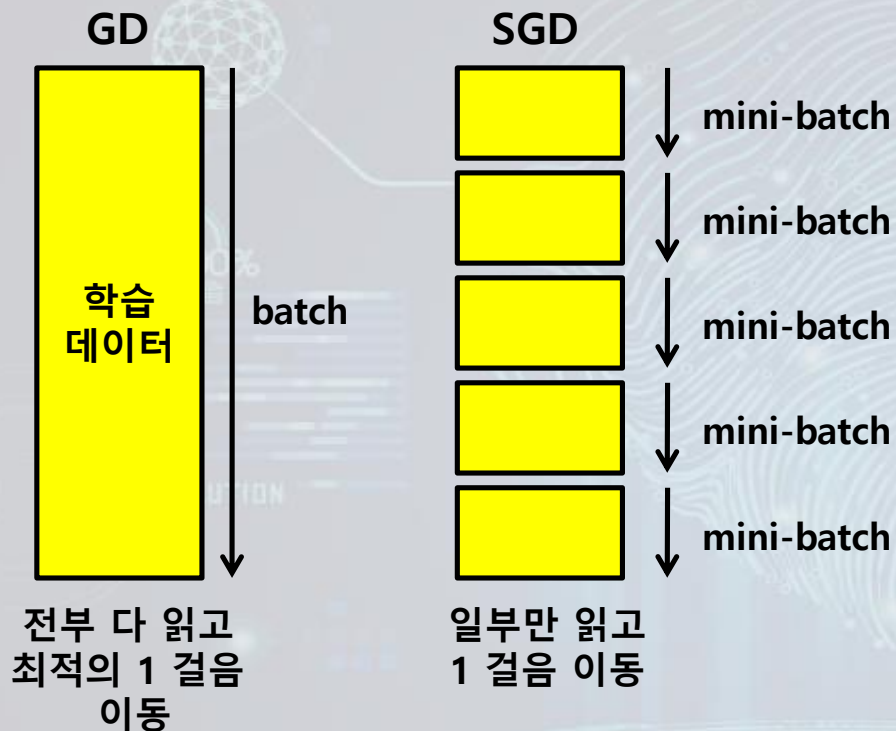 GD
학습
데이터
batch
전부 다 읽고
최적의 1 걸음
이동
SGD
mini-batch
mini-batch
mini-batch
mini-batch
mini-batch
일부만 읽고
1 걸음 이동